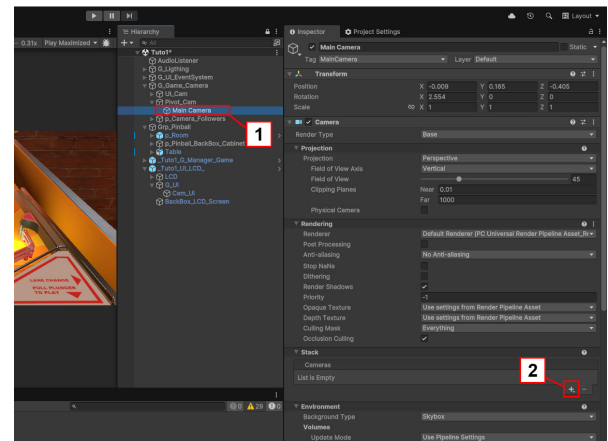 Layout
Hierarchy
Inspector
Project Settings
0.31x Play Maximized
All
Main Camera
Static
Tag MainCamera
Layer Default
Tuto1*
AudioListener
G_Ligthing
G_UI_EventSystem
G_Game_Camera
UI_Cam
Pivot_Cam
Main Camera
p_Camera_Followers
Grp_Pinball
p_Room
p_Pinball_BackBox_Cabinet
Table
_Tuto1_G_Manager_Game
_Tuto1_UI_LCD_
LCD
G_UI
Cam_UI
BackBox_LCD_Screen
1
Transform
Position X -0.009 Y 0.165 Z -0.405
Rotation X 2.554 Y 0 Z 0
Scale X 1 Y 1 Z 1
Camera
Render Type Base
Projection
Projection Perspective
Field of View Axis Vertical
Field of View 45
Clipping Planes Near 0.01
Far 1000
Physical Camera
Rendering
Renderer Default Renderer (PC Universal Render Pipeline Asset_Re
Post Processing
Anti-aliasing No Anti-aliasing
Stop NaNs
Dithering
Render Shadows
Priority -1
Opaque Texture Use settings from Render Pipeline Asset
Depth Texture Use settings from Render Pipeline Asset
Culling Mask Everything
Occlusion Culling
Stack
Cameras
List is Empty
2
+ -
Environment
Background Type Skybox
Volumes
Update Mode Use Pipeline Settings
LANE CHANGE
PULL PLUNGER
TO PLAY
0 29 0